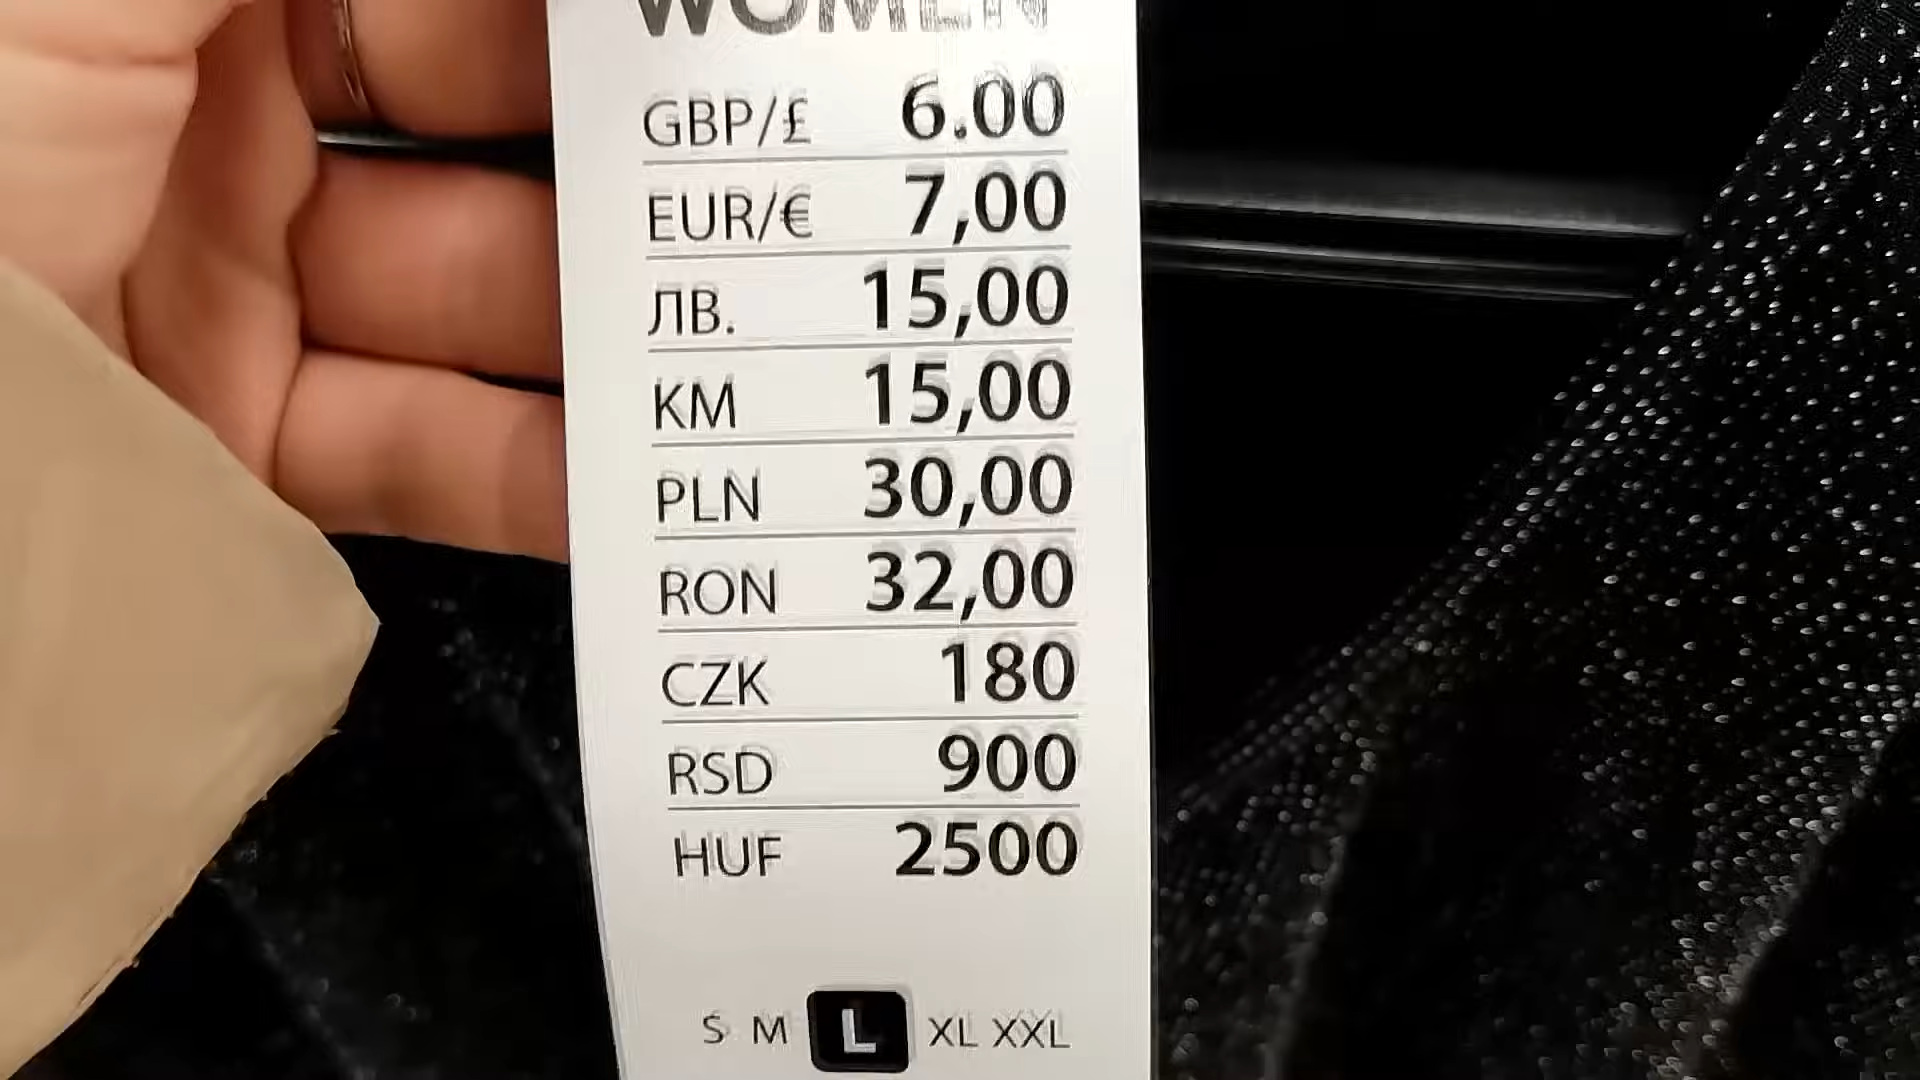 WOMEN
GBP/£ 6.00
EUR/€ 7,00
ЛВ. 15,00
KM 15,00
PLN 30,00
RON 32,00
CZK 180
RSD 900
HUF 2500
S M L XL XXL